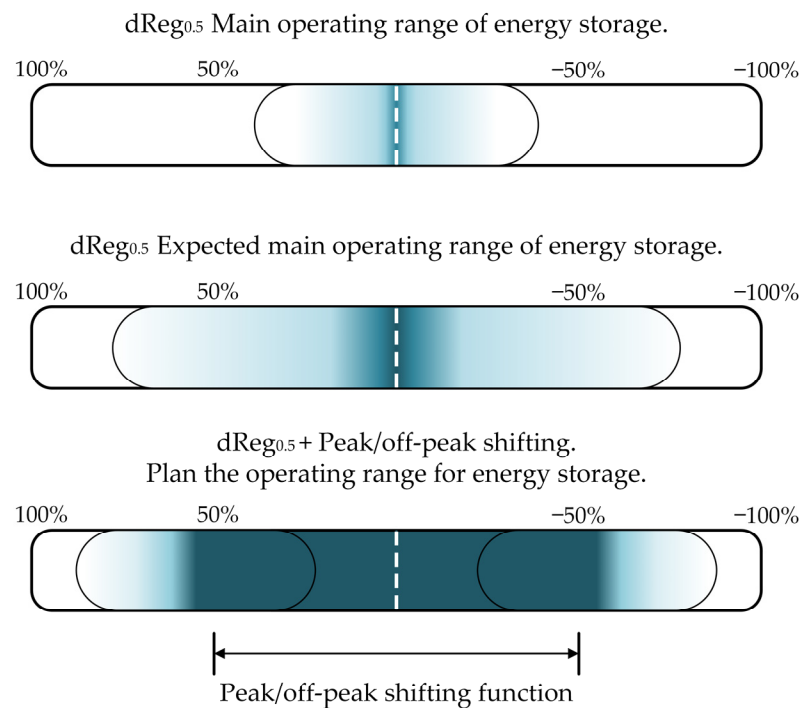 dReg0.5 Main operating range of energy storage.
100% 50% −50% −100%
dReg0.5 Expected main operating range of energy storage.
100% 50% −50% −100%
dReg0.5 + Peak/off-peak shifting.
Plan the operating range for energy storage.
100% 50% −50% −100%
Peak/off-peak shifting function